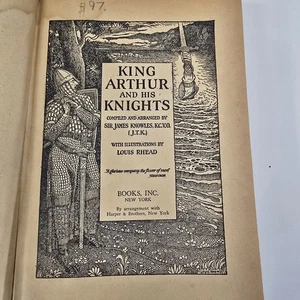 $97.
KING
ARTHUR
AND HIS
KNIGHTS
COMPILED AND ARRANGED BY
SIR JAMES KNOWLES, K.C.V.O.
(J.T.K.)
WITH ILLUSTRATIONS BY
LOUIS RHEAD
A glorious company, the flower of men
BOOKS, INC.
NEW YORK
By arrangement with
Harper & Brothers, New York